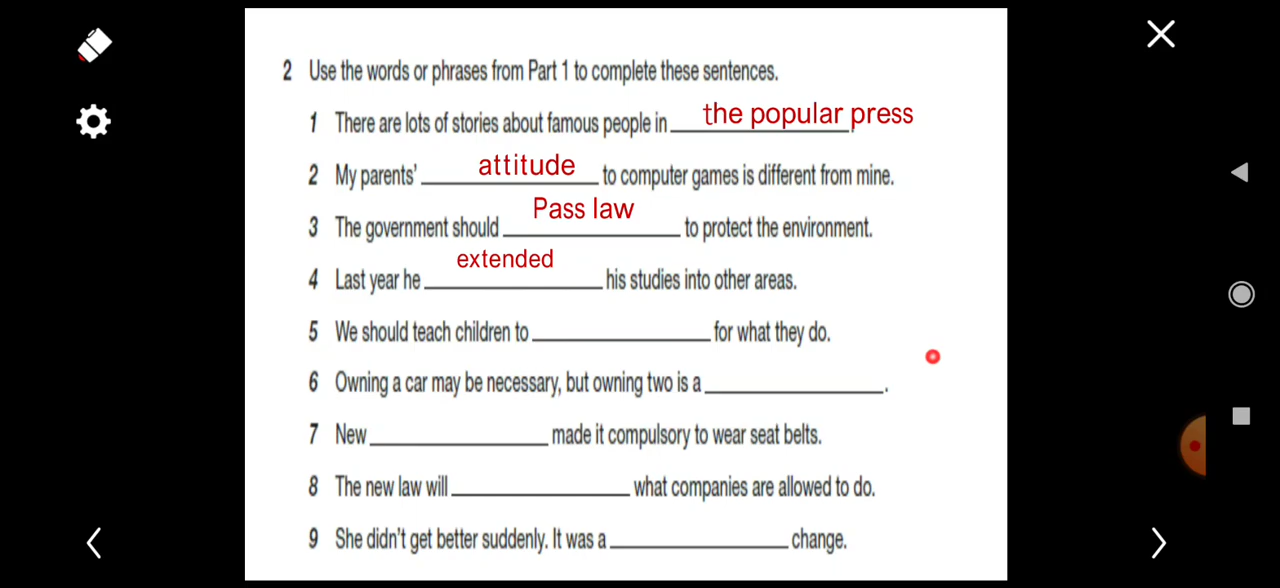 2 Use the words or phrases from Part 1 to complete these sentences.
1 There are lots of stories about famous people in the popular press.
2 My parents' attitude to computer games is different from mine.
3 The government should Pass law to protect the environment.
4 Last year he extended his studies into other areas.
5 We should teach children to ____________ for what they do.
6 Owning a car may be necessary, but owning two is a ____________.
7 New ____________ made it compulsory to wear seat belts.
8 The new law will ____________ what companies are allowed to do.
9 She didn't get better suddenly. It was a ____________ change.